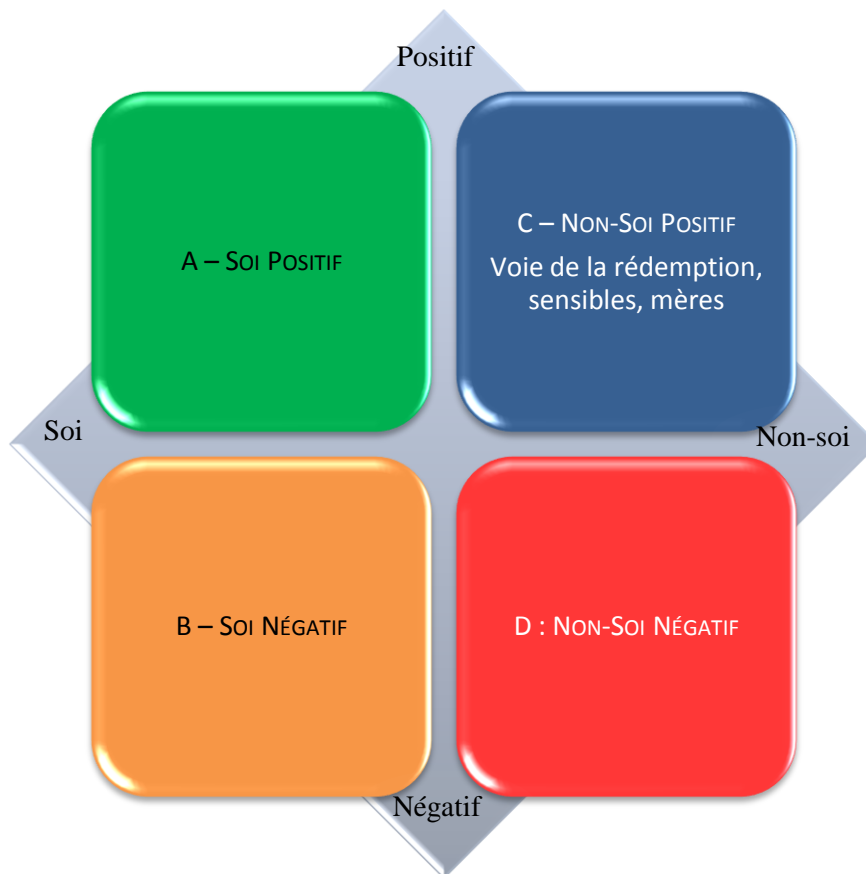 Positif
A – Soi Positif
C – Non-Soi Positif
Voie de la rédemption,
sensibles, mères
Soi
Non-soi
B – Soi Négatif
D : Non-Soi Négatif
Négatif